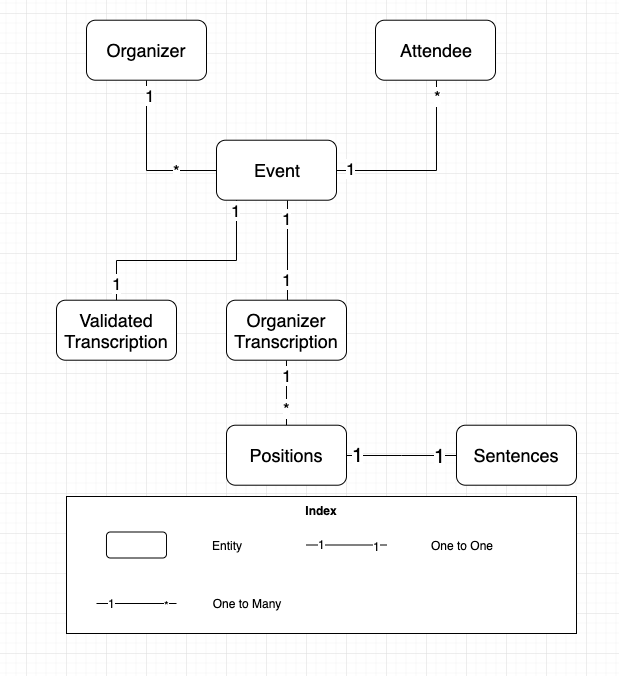 Organizer
Attendee
1
*
*
Event
1
1
1
1
1
Validated
Transcription
Organizer
Transcription
1
*
Positions
1
1
Sentences
Index
Entity
1
1
One to One
1
*
One to Many